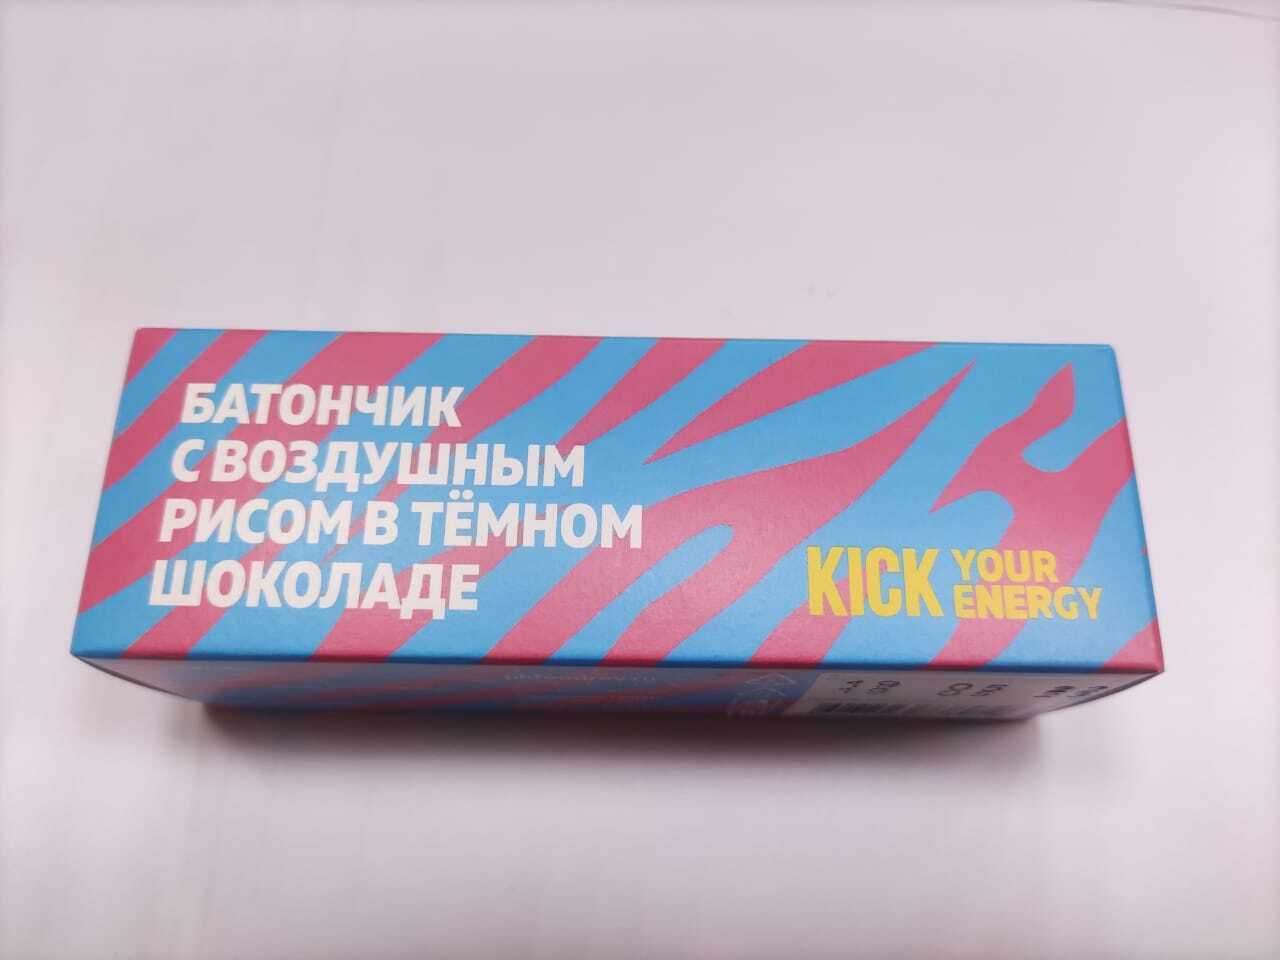 БАТОНЧИК
С ВОЗДУШНЫМ
РИСОМ В ТЁМНОМ
ШОКОЛАДЕ
KICK YOUR
ENERGY